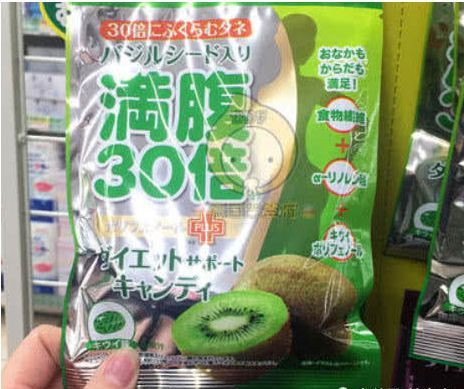 30倍にふくらむタネ
バジルシード入り
満腹
30倍
PLUS
ダイエットサポート
キャンディ
おなかも
からだも
満足!
食物繊維
+
α-リノレン酸
+
キウイ
ポリフェノール
キウイ